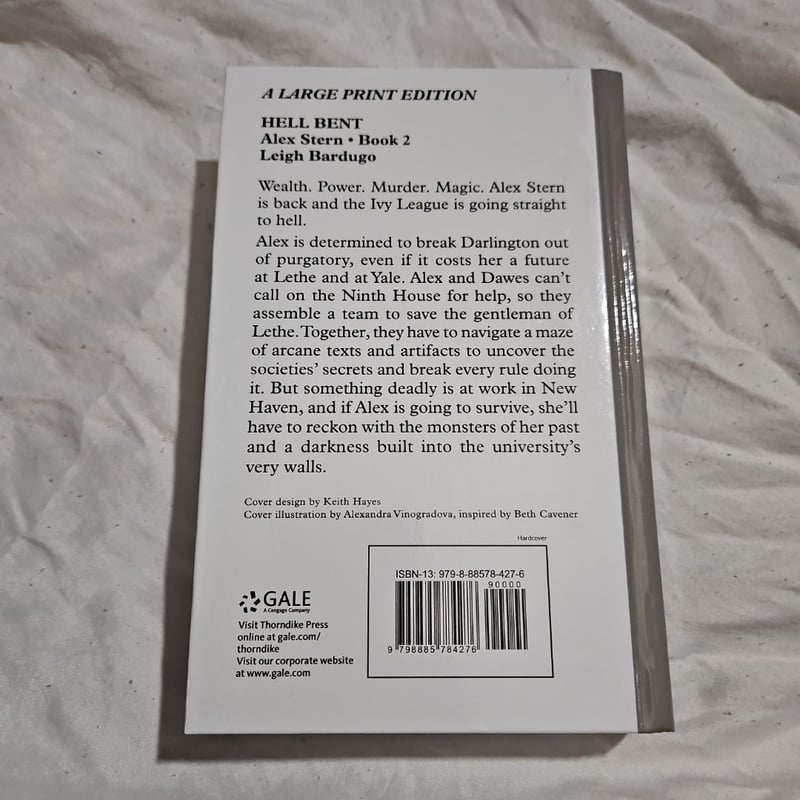 A LARGE PRINT EDITION
HELL BENT
Alex Stern • Book 2
Leigh Bardugo
Wealth. Power. Murder. Magic. Alex Stern
is back and the Ivy League is going straight
to hell.
Alex is determined to break Darlington out
of purgatory, even if it costs her a future
at Lethe and at Yale. Alex and Dawes can't
call on the Ninth House for help, so they
assemble a team to save the gentleman of
Lethe. Together, they have to navigate a maze
of arcane texts and artifacts to uncover the
societies' secrets and break every rule doing
it. But something deadly is at work in New
Haven, and if Alex is going to survive, she'll
have to reckon with the monsters of her past
and a darkness built into the university's
very walls.
Cover design by Keith Hayes
Cover illustration by Alexandra Vinogradova, inspired by Beth Cavener
Hardcover
ISBN-13: 979-8-88578-427-6
90000
9 798885 784276
GALE
A Cengage Company
Visit Thorndike Press
online at gale.com/
thorndike
Visit our corporate website
at www.gale.com